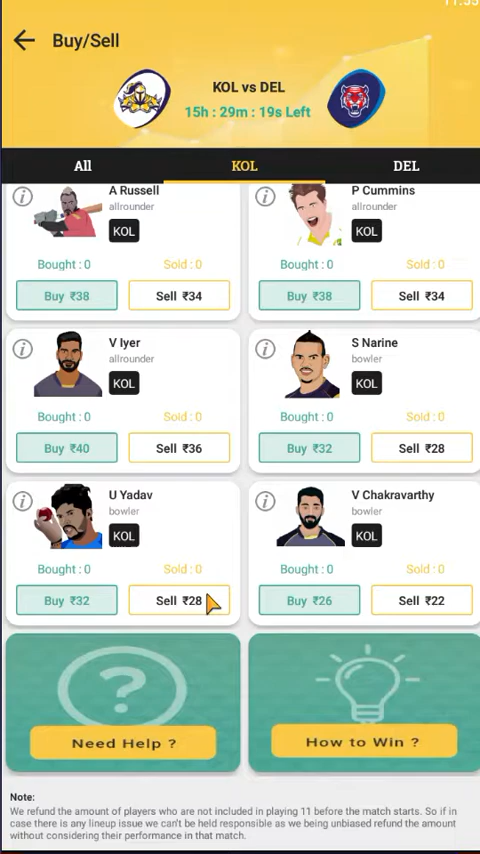 Buy/Sell
KOL vs DEL
15h : 29m : 19s Left
All KOL DEL
A Russell
allrounder
KOL
Bought : 0 Sold : 0
Buy ₹38 Sell ₹34
P Cummins
allrounder
KOL
Bought : 0 Sold : 0
Buy ₹38 Sell ₹34
V Iyer
allrounder
KOL
Bought : 0 Sold : 0
Buy ₹40 Sell ₹36
S Narine
bowler
KOL
Bought : 0 Sold : 0
Buy ₹32 Sell ₹28
U Yadav
bowler
KOL
Bought : 0 Sold : 0
Buy ₹32 Sell ₹28
V Chakravarthy
bowler
KOL
Bought : 0 Sold : 0
Buy ₹26 Sell ₹22
Need Help ?
How to Win ?
Note:
We refund the amount of players who are not included in playing 11 before the match starts. So if in
case there is any lineup issue we can't be held responsible as we being unbiased refund the amount
without considering their performance in that match.